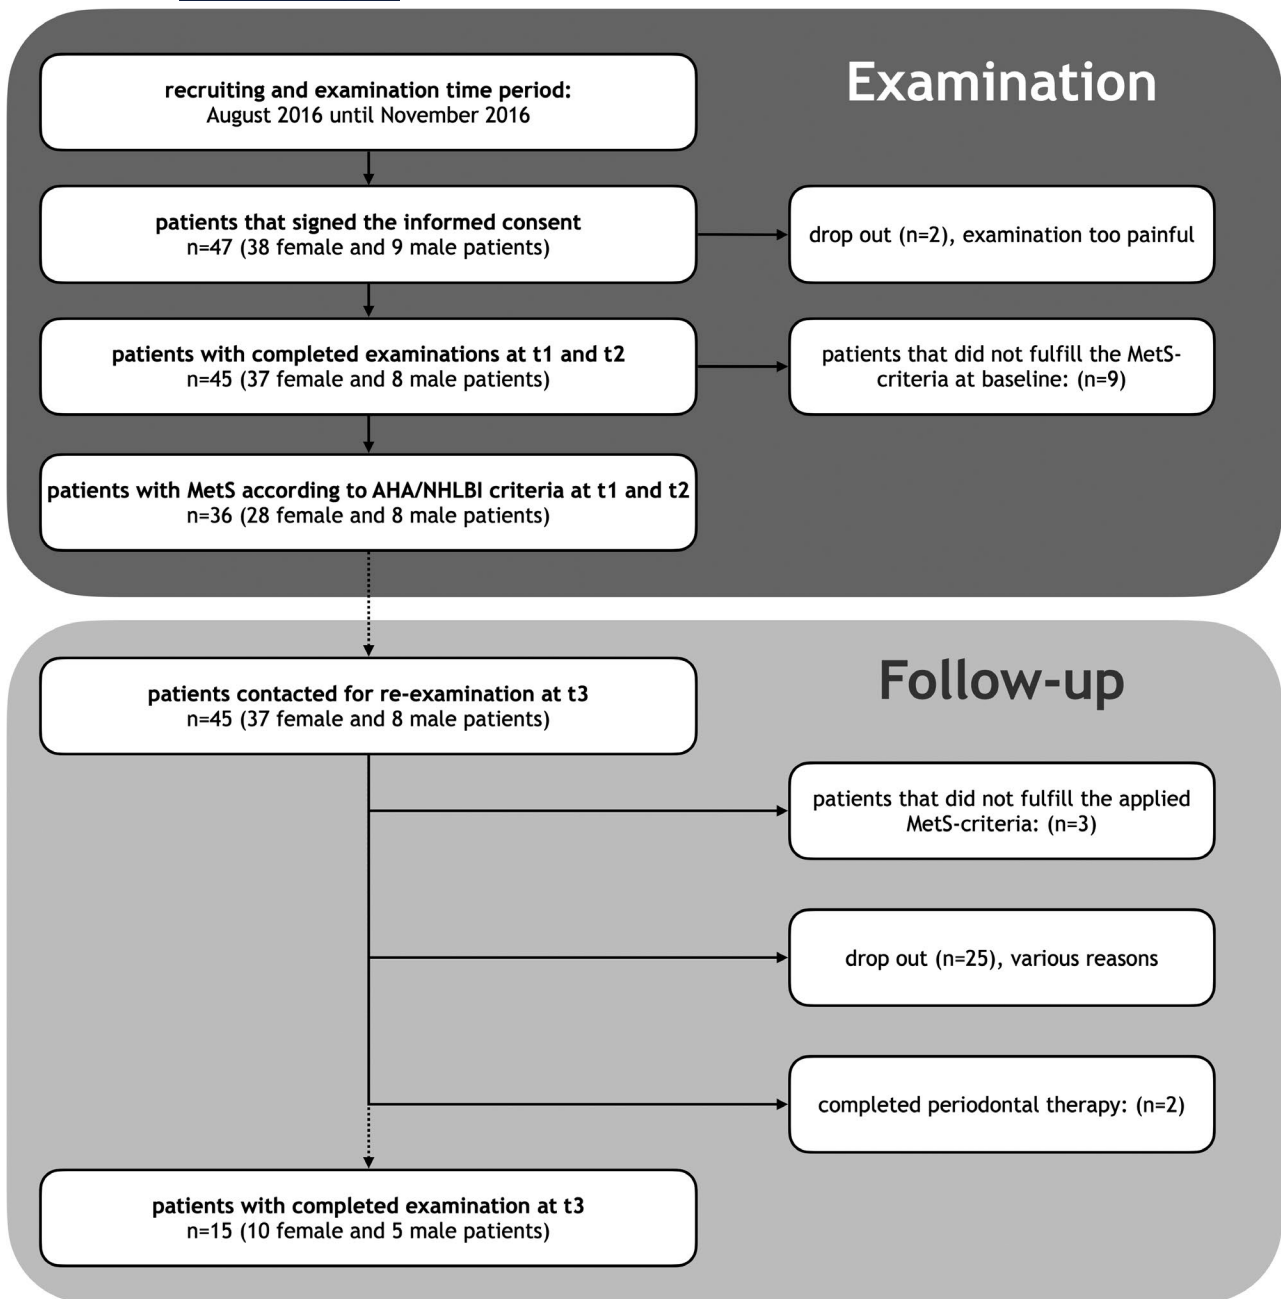 Examination
recruiting and examination time period:
August 2016 until November 2016
patients that signed the informed consent
n=47 (38 female and 9 male patients)
drop out (n=2), examination too painful
patients with completed examinations at t1 and t2
n=45 (37 female and 8 male patients)
patients that did not fulfill the MetS-
criteria at baseline: (n=9)
patients with MetS according to AHA/NHLBI criteria at t1 and t2
n=36 (28 female and 8 male patients)
Follow-up
patients contacted for re-examination at t3
n=45 (37 female and 8 male patients)
patients that did not fulfill the applied
MetS-criteria: (n=3)
drop out (n=25), various reasons
completed periodontal therapy: (n=2)
patients with completed examination at t3
n=15 (10 female and 5 male patients)